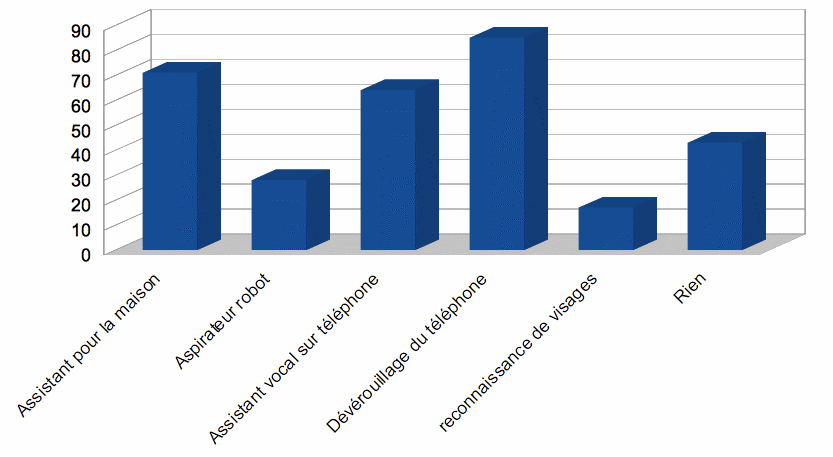 90
80
70
60
50
40
30
20
10
0
Assistant pour la maison
Aspirateur robot
Assistant vocal sur téléphone
Dévérouillage du téléphone
reconnaissance de visages
Rien